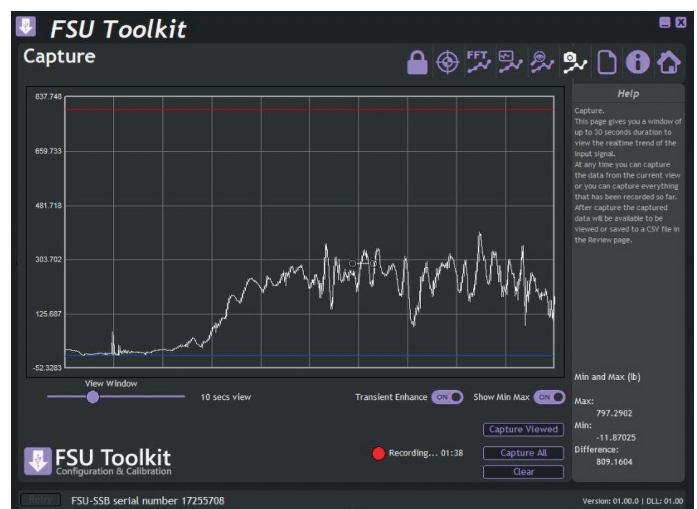 FSU Toolkit
Capture
FFT
837.748
659.733
481.718
303.702
125.687
-52.3283
Help
Capture.
This page gives you a window of
up to 30 seconds duration to
view the realtime trend of the
input signal.
At any time you can capture
the data from the current view
or you can capture everything
that has been recorded so far.
After capture the captured
data will be available to be
viewed or saved to a CSV file in
the Review page.
View Window
10 secs view
Transient Enhance ON
Show Min Max ON
Min and Max (lb)
Max:
797.2902
Min:
-11.87025
Difference:
809.1604
Capture Viewed
FSU Toolkit
Configuration & Calibration
Recording... 01:38
Capture All
Clear
Retry
FSU-SSB serial number 17255708
Version: 01.00.0 | DLL: 01.00